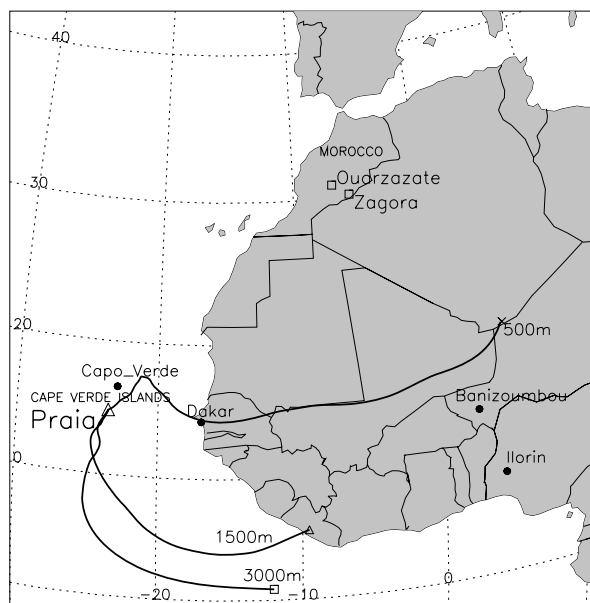 40
MOROCCO
Ouarzazate
Zagora
30
20
500m
Capo_Verde
CAPE VERDE ISLANDS
Praia
Dakar
Banizoumbou
Ilorin
10
1500m
3000m
-20
-10
0